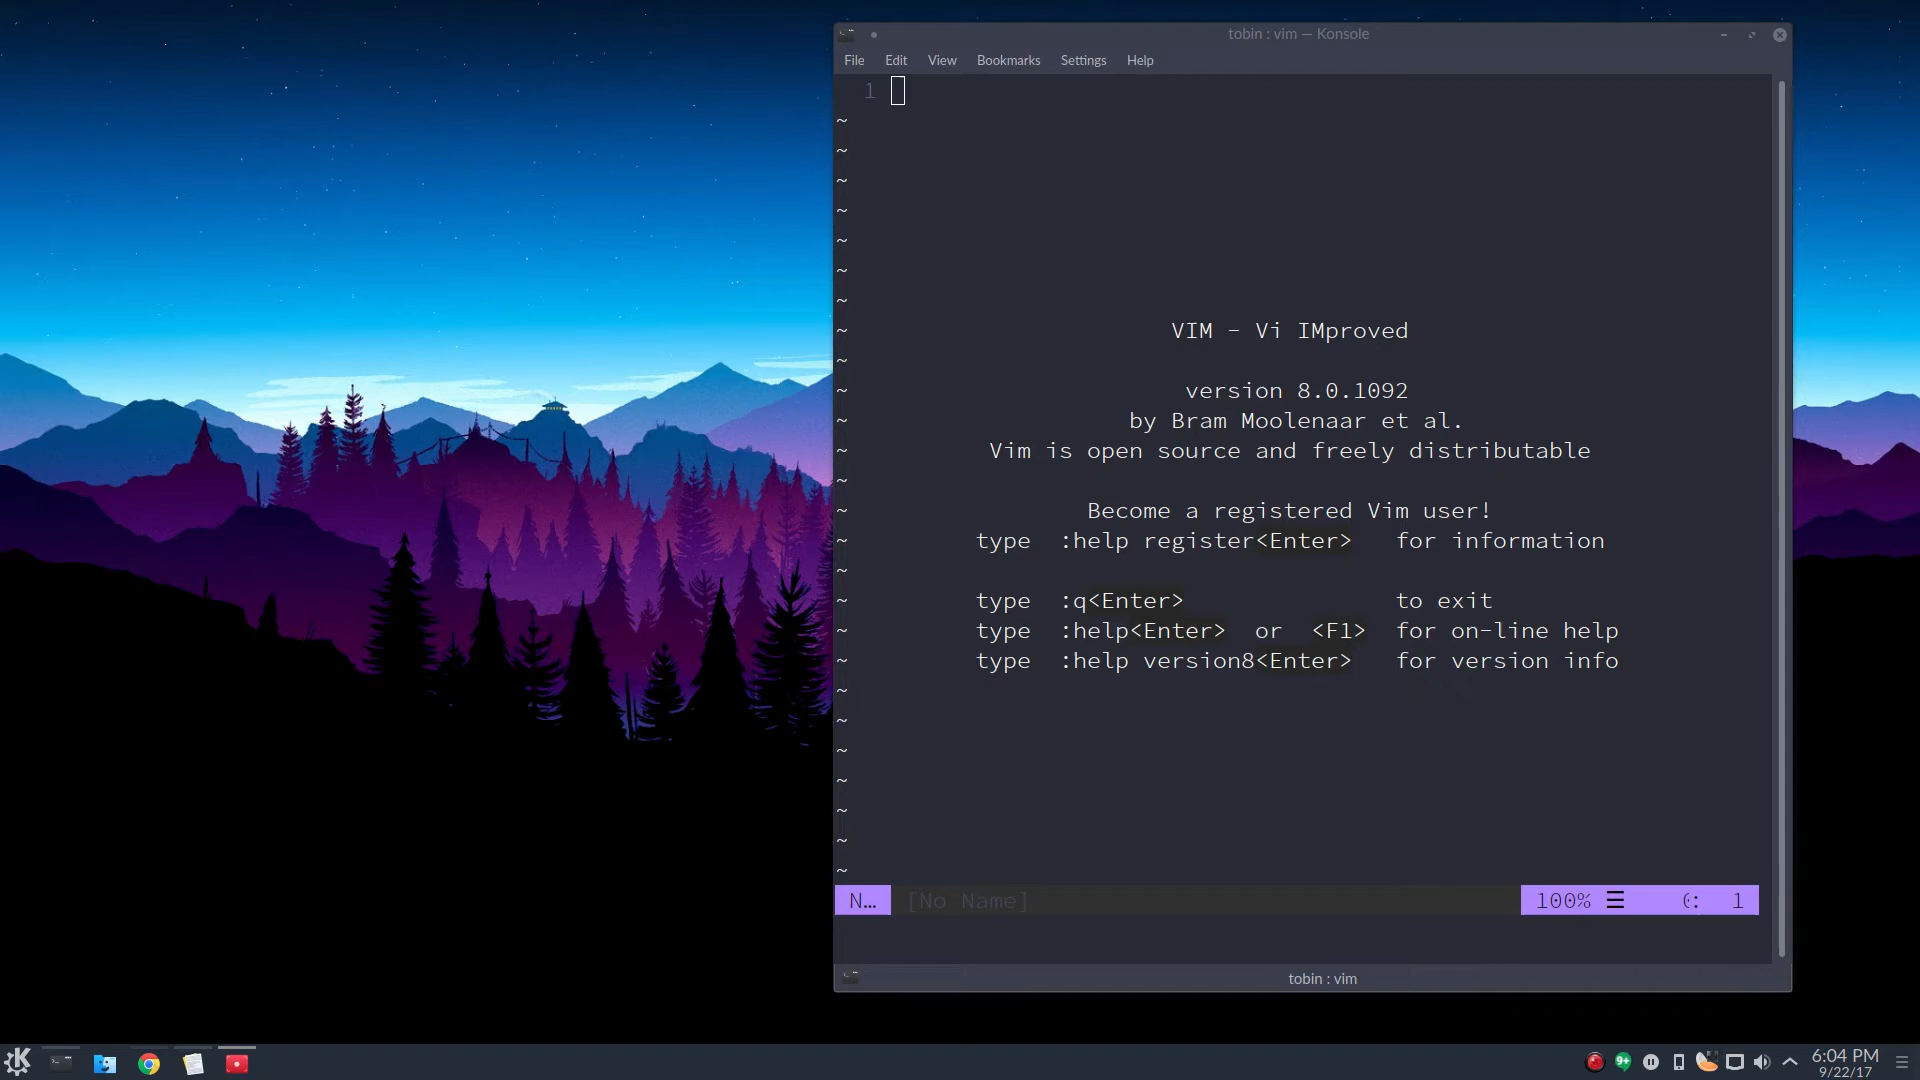 tobin : vim — Konsole
File Edit View Bookmarks Settings Help
1
~
~
~
~
~
~
~
~ VIM - Vi IMproved
~
~ version 8.0.1092
~ by Bram Moolenaar et al.
~ Vim is open source and freely distributable
~
~ Become a registered Vim user!
~ type :help register<Enter> for information
~
~ type :q<Enter> to exit
~ type :help<Enter> or <F1> for on-line help
~ type :help version8<Enter> for version info
~
~
~
~
~
~
~
N… [No Name] 100% ☰ : 1
tobin : vim
9+
6:04 PM
9/22/17